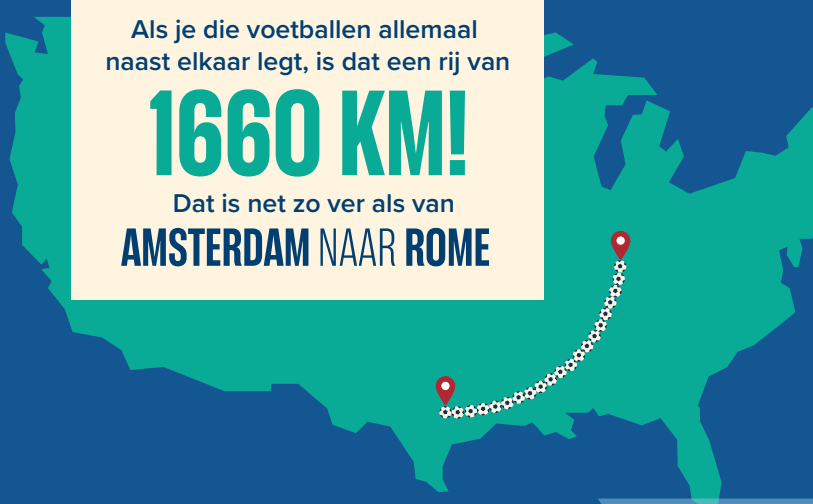 Als je die voetballen allemaal
naast elkaar legt, is dat een rij van
1660 KM!
Dat is net zo ver als van
AMSTERDAM NAAR ROME